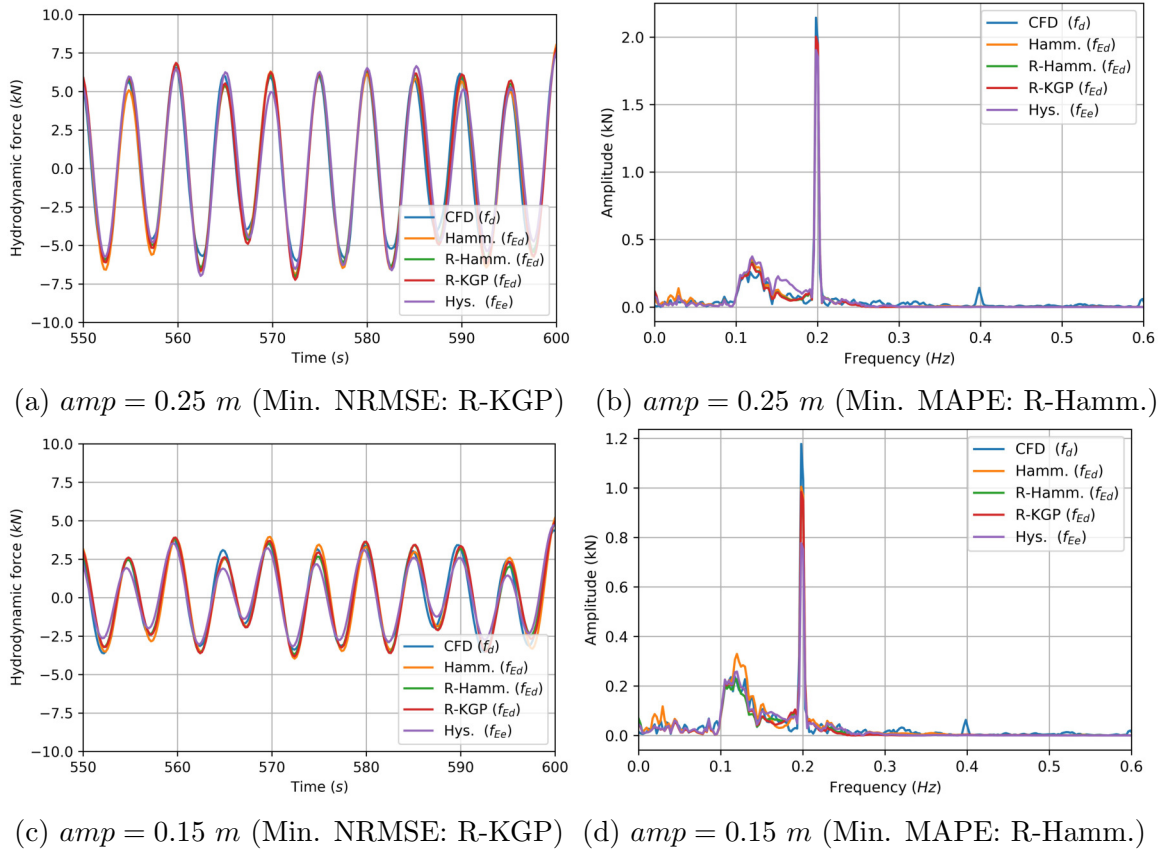 10.0
7.5
5.0
2.5
0.0
−2.5
−5.0
−7.5
−10.0
Hydrodynamic force (kN)
CFD (f_d)
Hamm. (f_Ed)
R-Hamm. (f_Ed)
R-KGP (f_Ed)
Hys. (f_Ee)
550 560 570 580 590 600
Time (s)
2.0
1.5
1.0
0.5
0.0
Amplitude (kN)
CFD (f_d)
Hamm. (f_Ed)
R-Hamm. (f_Ed)
R-KGP (f_Ed)
Hys. (f_Ee)
0.0 0.1 0.2 0.3 0.4 0.5 0.6
Frequency (Hz)
(a) amp = 0.25 m (Min. NRMSE: R-KGP)
(b) amp = 0.25 m (Min. MAPE: R-Hamm.)
10.0
7.5
5.0
2.5
0.0
−2.5
−5.0
−7.5
−10.0
Hydrodynamic force (kN)
CFD (f_d)
Hamm. (f_Ed)
R-Hamm. (f_Ed)
R-KGP (f_Ed)
Hys. (f_Ee)
550 560 570 580 590 600
Time (s)
1.2
1.0
0.8
0.6
0.4
0.2
0.0
Amplitude (kN)
CFD (f_d)
Hamm. (f_Ed)
R-Hamm. (f_Ed)
R-KGP (f_Ed)
Hys. (f_Ee)
0.0 0.1 0.2 0.3 0.4 0.5 0.6
Frequency (Hz)
(c) amp = 0.15 m (Min. NRMSE: R-KGP)
(d) amp = 0.15 m (Min. MAPE: R-Hamm.)